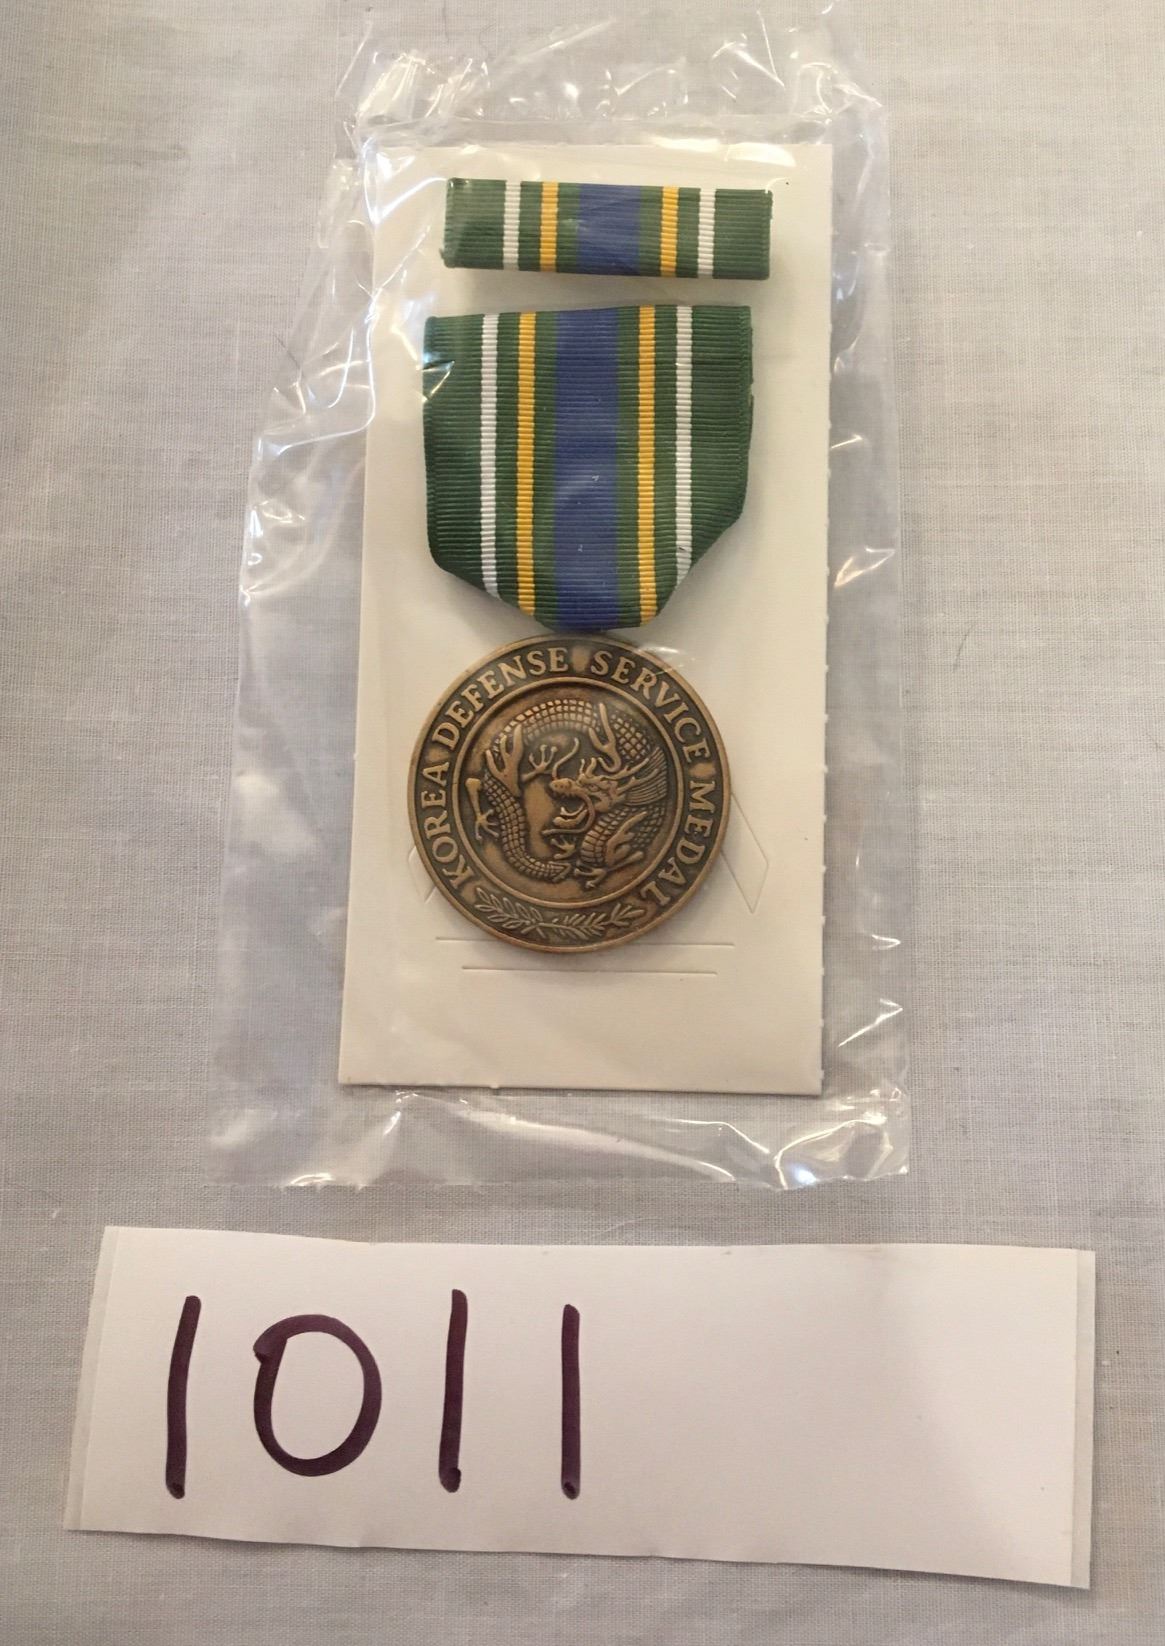 KOREA DEFENSE SERVICE MEDAL
1011